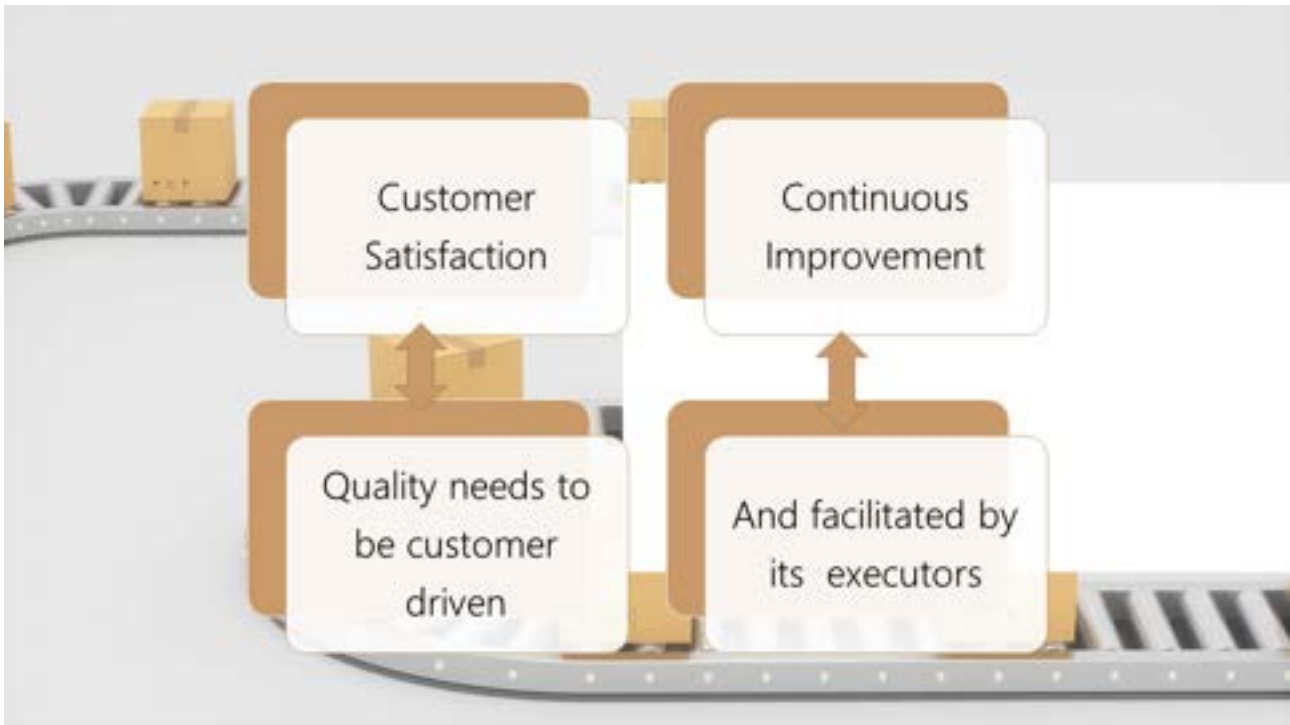 Customer
Satisfaction
Continuous
Improvement
Quality needs to
be customer
driven
And facilitated by
its executors